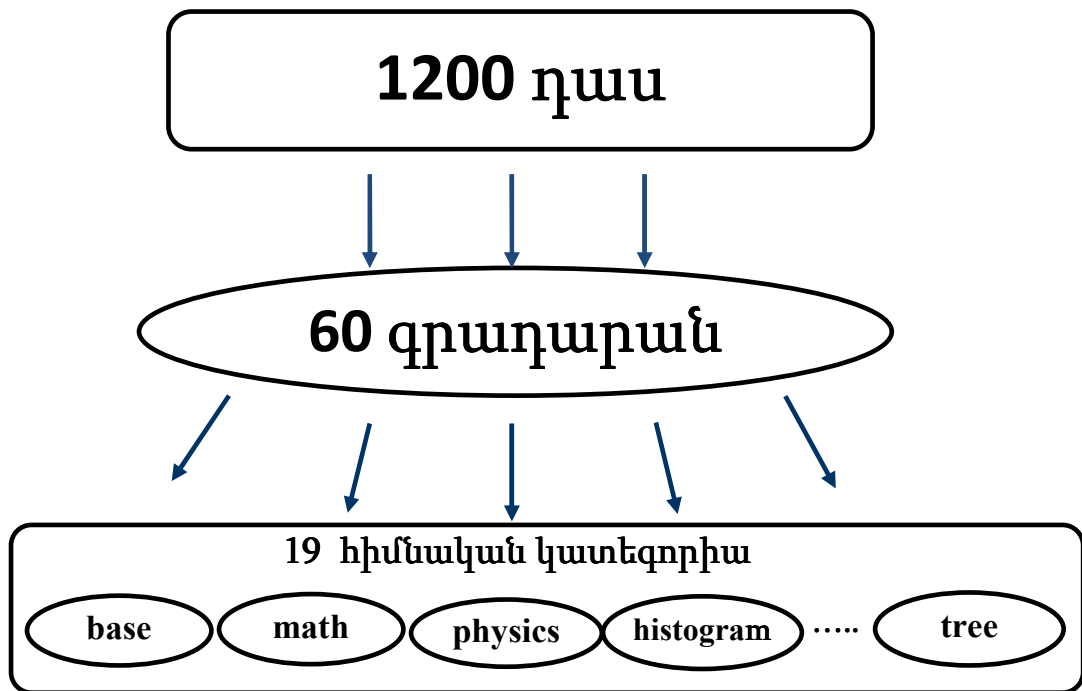 1200 դաս
60 գրադարան
19 հիմնական կատեգորիա
base math physics histogram ..... tree